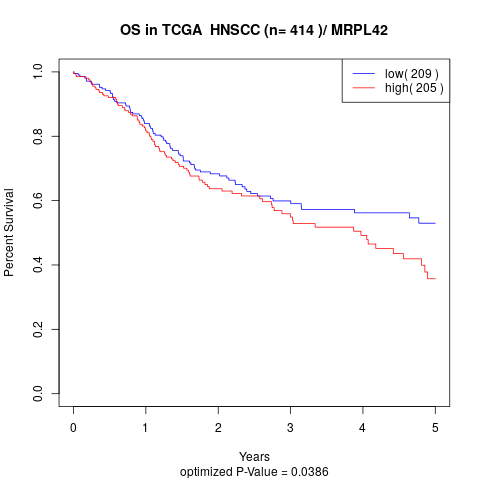 OS in TCGA  HNSCC (n= 414 )/ MRPL42
low( 209 )
high( 205 )
Percent Survival
1.0
0.8
0.6
0.4
0.2
0.0
0 1 2 3 4 5
Years
optimized P-Value = 0.0386